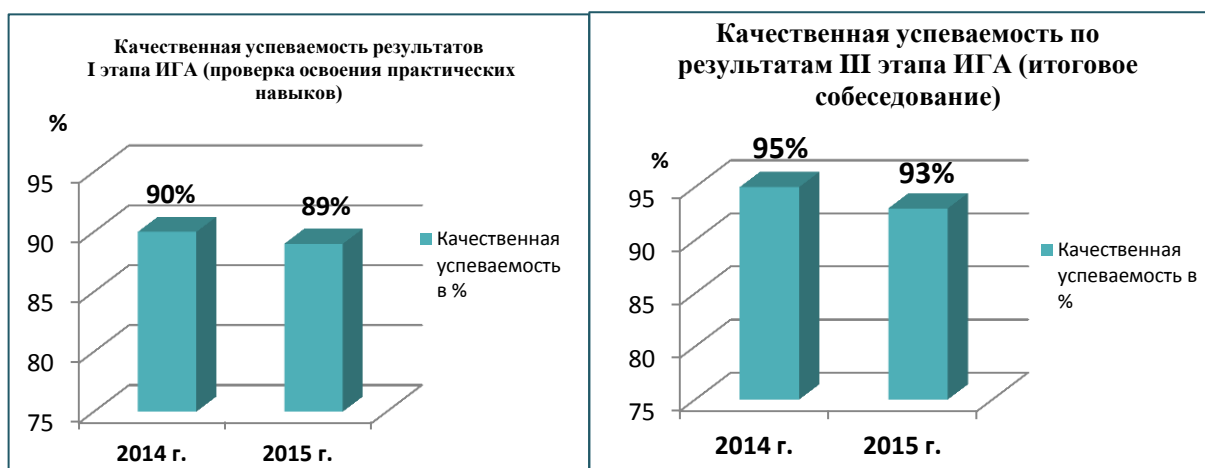 Качественная успеваемость результатов
I этапа ИГА (проверка освоения практических
навыков)
%
95
90
85
80
75
90%
89%
2014 г.
2015 г.
Качественная
успеваемость
в %
Качественная успеваемость по
результатам III этапа ИГА (итоговое
собеседование)
%
95
90
85
80
75
95%
93%
2014 г.
2015 г.
Качественная
успеваемость в
%